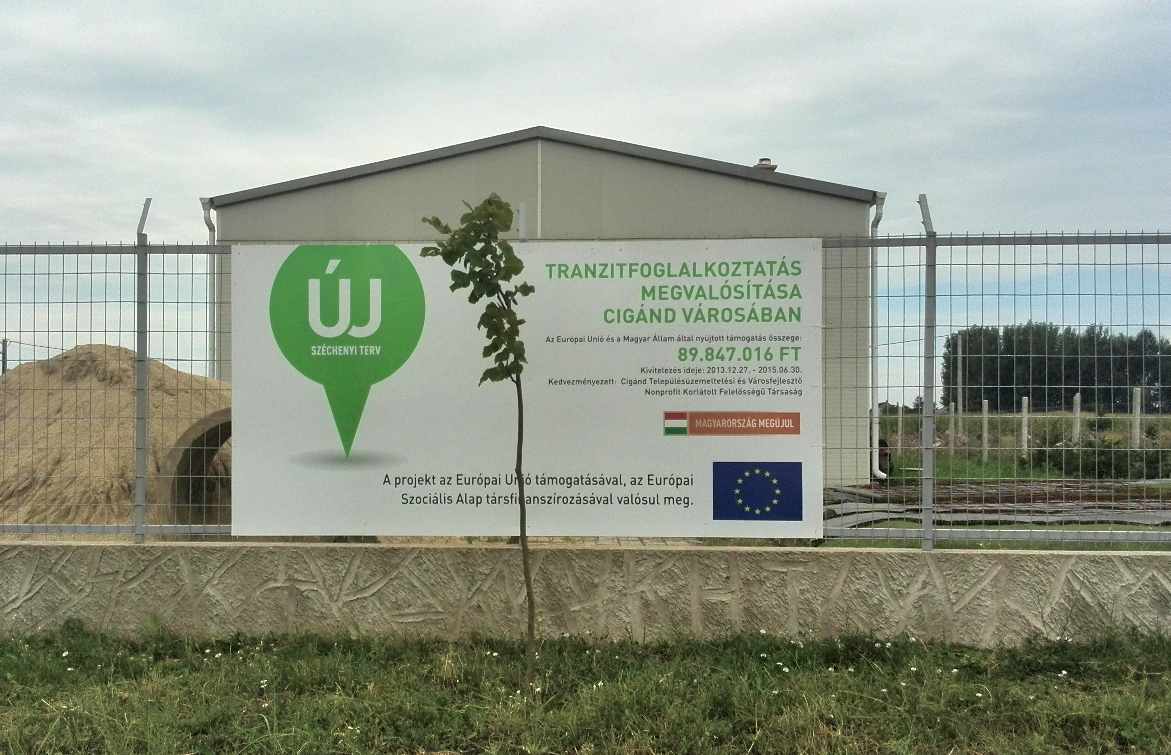 ÚJ
SZÉCHENYI TERV
TRANZITFOGLALKOZTATÁS
MEGVALÓSÍTÁSA
CIGÁND VÁROSÁBAN
Az Európai Unió és a Magyar Állam által nyújtott támogatás összege:
89.847.016 FT
Kivitelezés ideje: 2013.12.27. - 2015.06.30.
Kedvezményezett: Cigánd Településüzemeltetési és Városfejlesztő
Nonprofit Korlátolt Felelősségű Társaság
MAGYARORSZÁG MEGÚJUL
A projekt az Európai Unió támogatásával, az Európai
Szociális Alap társfinanszírozásával valósul meg.